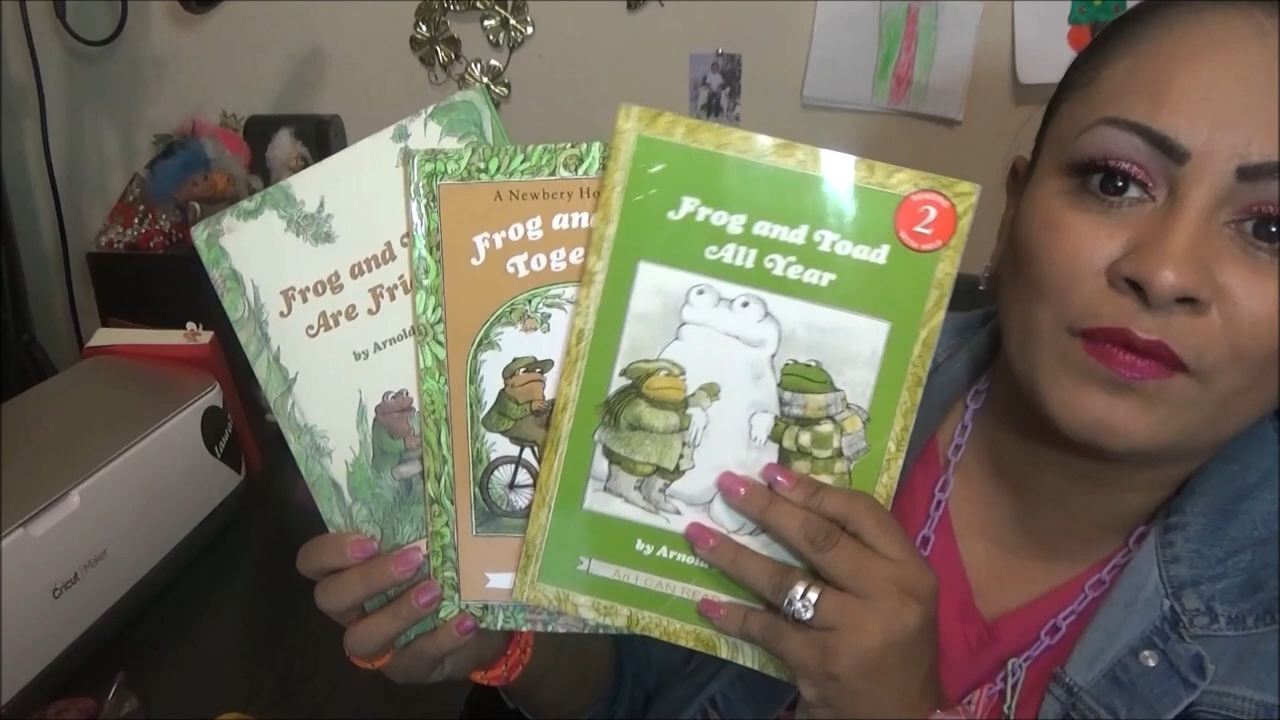 Frog and
Are Fri
by Arnold
A Newbery Ho
Frog an
Toge
Frog and Toad
All Year
2
by Arnol
An I CAN READ
cricut Maker